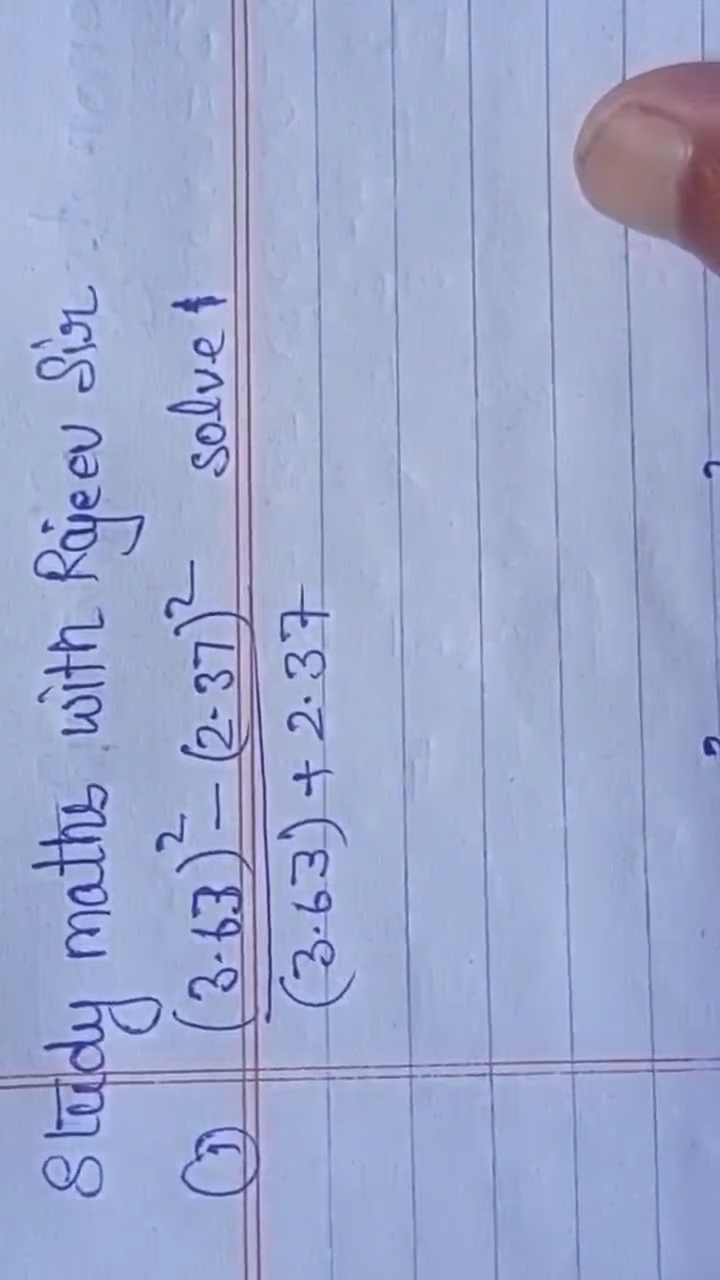 Study maths with Rajeev Sir
① (3.63)² - (2.37)² solve
(3.63) + 2.37